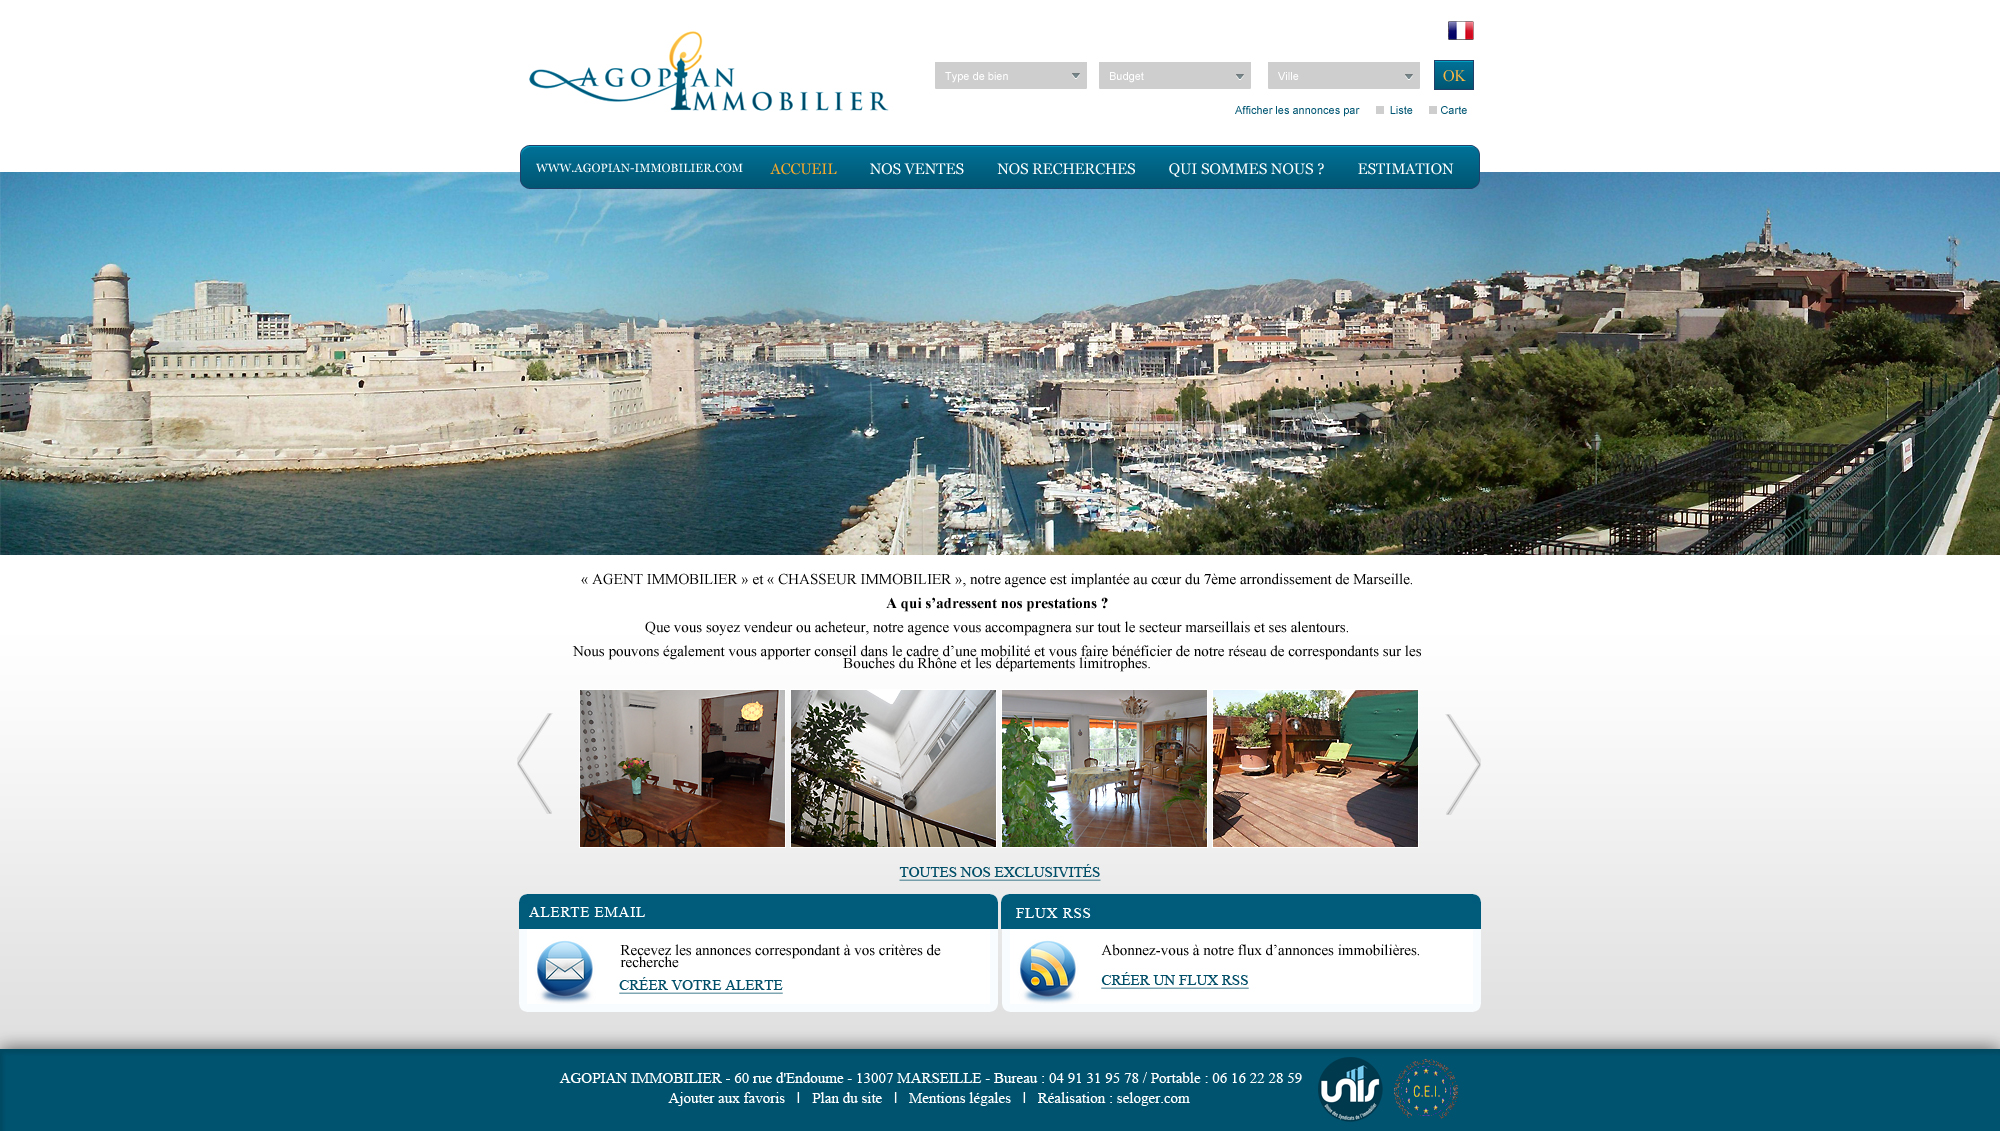 AGOPIAN
IMMOBILIER
Type de bien
Budget
Ville
OK
Afficher les annonces par
Liste
Carte
WWW.AGOPIAN-IMMOBILIER.COM
ACCUEIL
NOS VENTES
NOS RECHERCHES
QUI SOMMES NOUS ?
ESTIMATION
« AGENT IMMOBILIER » et « CHASSEUR IMMOBILIER », notre agence est implantée au cœur du 7ème arrondissement de Marseille.
A qui s’adressent nos prestations ?
Que vous soyez vendeur ou acheteur, notre agence vous accompagnera sur tout le secteur marseillais et ses alentours.
Nous pouvons également vous apporter conseil dans le cadre d’une mobilité et vous faire bénéficier de notre réseau de correspondants sur les
Bouches du Rhône et les départements limitrophes.
TOUTES NOS EXCLUSIVITÉS
ALERTE EMAIL
Recevez les annonces correspondant à vos critères de
recherche
CRÉER VOTRE ALERTE
FLUX RSS
Abonnez-vous à notre flux d’annonces immobilières.
CRÉER UN FLUX RSS
AGOPIAN IMMOBILIER - 60 rue d'Endoume - 13007 MARSEILLE - Bureau : 04 91 31 95 78 / Portable : 06 16 22 28 59
Ajouter aux favoris | Plan du site | Mentions légales | Réalisation : seloger.com
unis
Union des Syndicats de l'Immobilier
C.E.I.